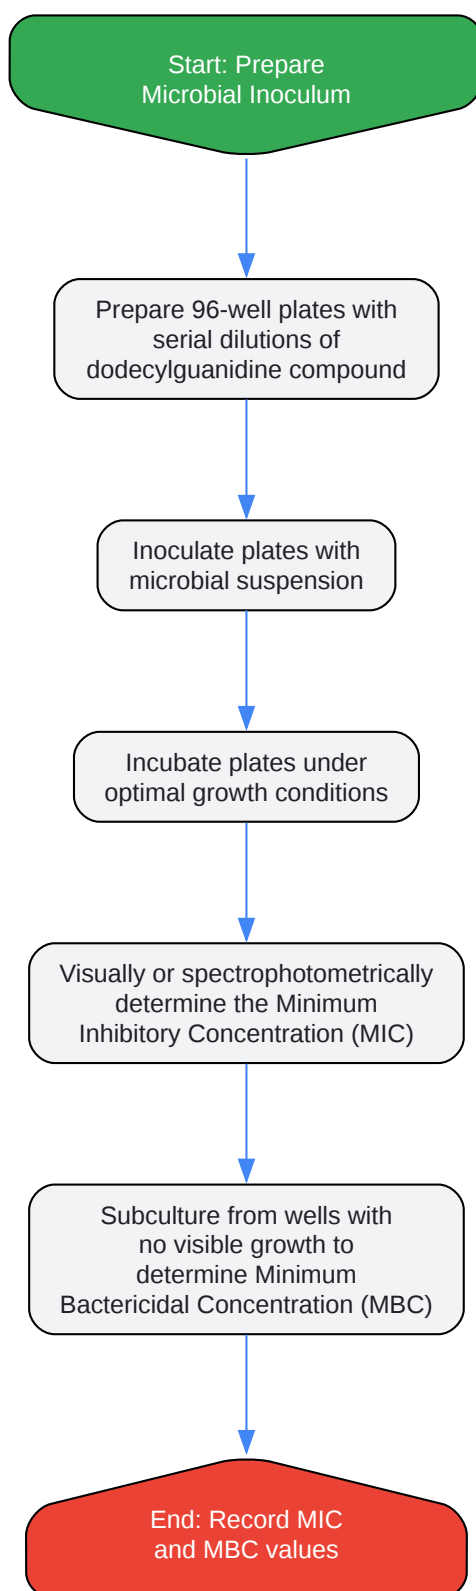 Start: Prepare
Microbial Inoculum
Prepare 96-well plates with
serial dilutions of
dodecylguanidine compound
Inoculate plates with
microbial suspension
Incubate plates under
optimal growth conditions
Visually or spectrophotometrically
determine the Minimum
Inhibitory Concentration (MIC)
Subculture from wells with
no visible growth to
determine Minimum
Bactericidal Concentration (MBC)
End: Record MIC
and MBC values